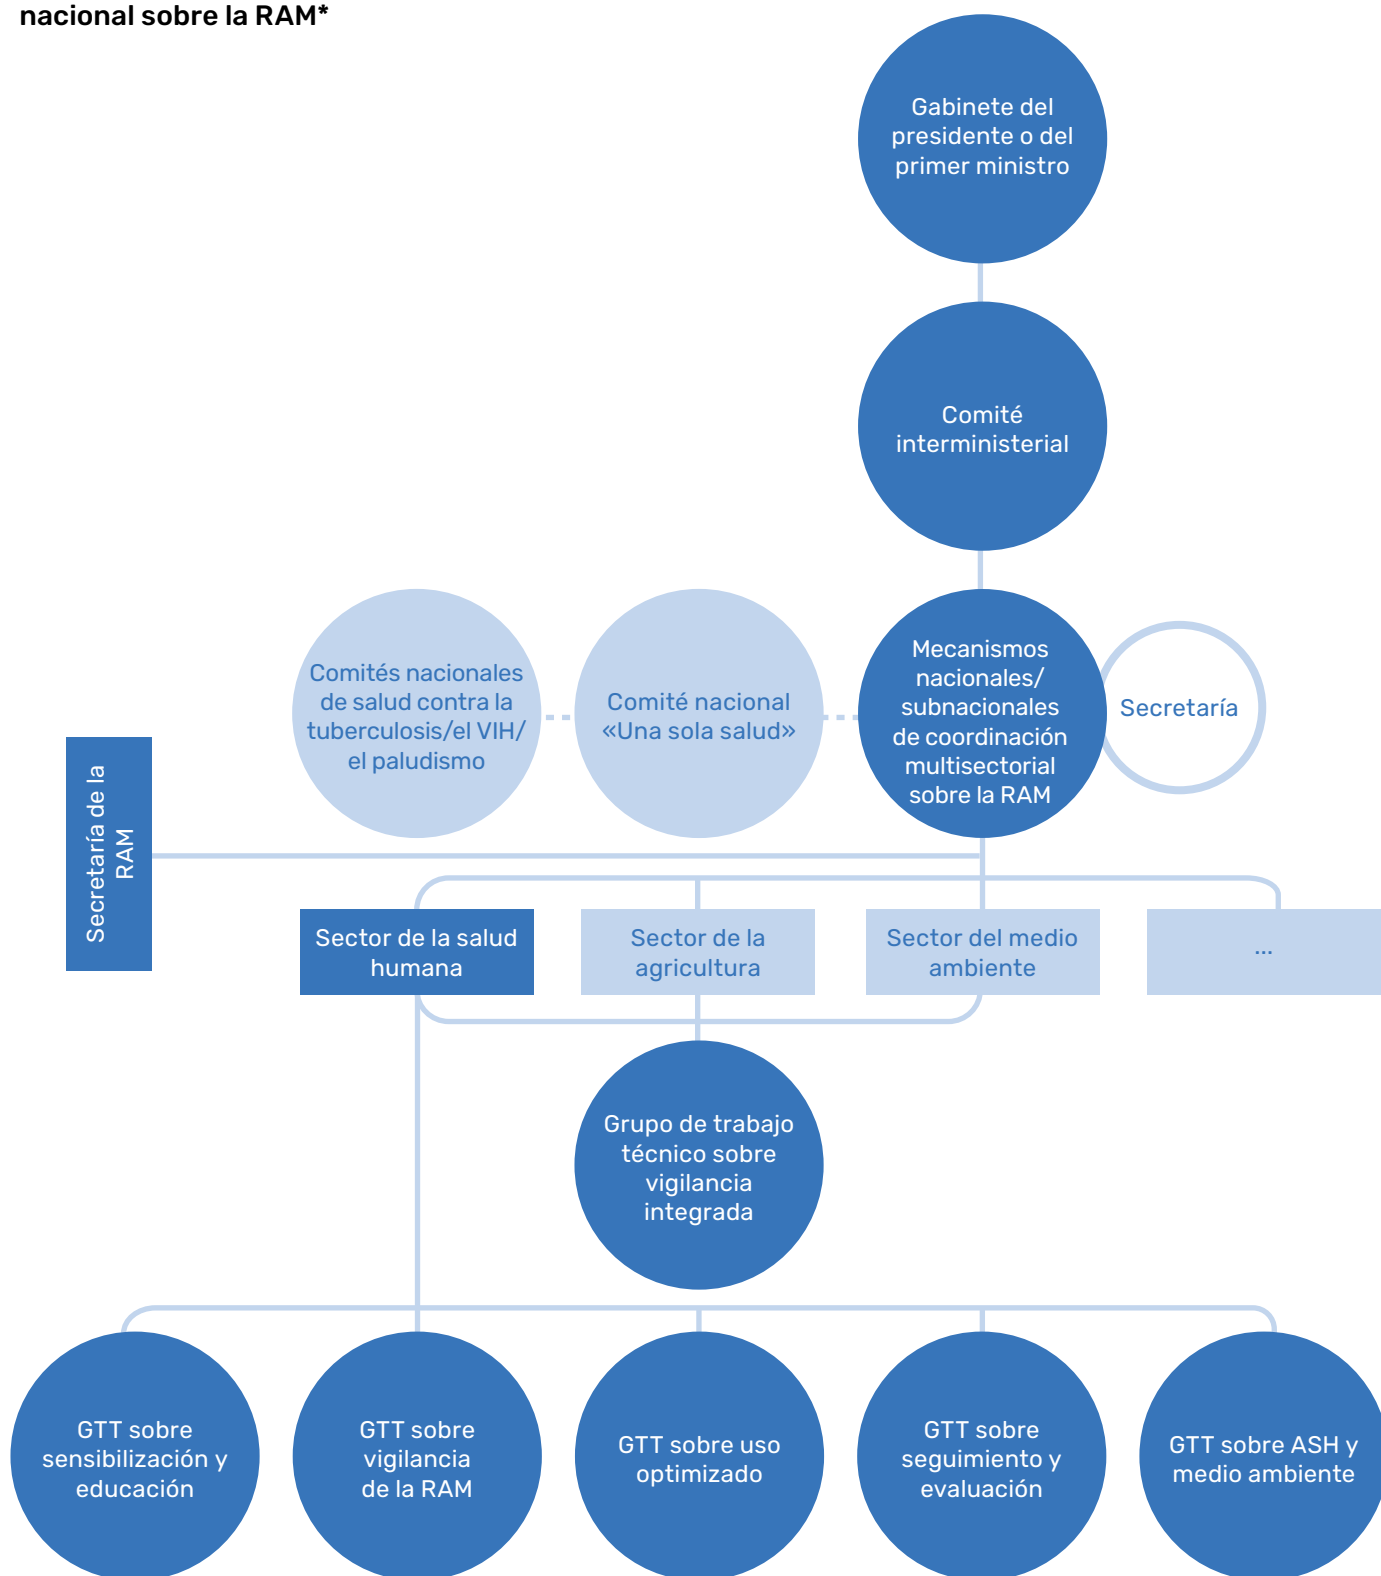 nacional sobre la RAM*
Gabinete del
presidente o del
primer ministro
Comité
interministerial
Comités nacionales
de salud contra la
tuberculosis/el VIH/
el paludismo
Comité nacional
«Una sola salud»
Mecanismos
nacionales/
subnacionales
de coordinación
multisectorial
sobre la RAM
Secretaría
Secretaría de la
RAM
Sector de la salud
humana
Sector de la
agricultura
Sector del medio
ambiente
...
Grupo de trabajo
técnico sobre
vigilancia
integrada
GTT sobre
sensibilización y
educación
GTT sobre
vigilancia
de la RAM
GTT sobre uso
optimizado
GTT sobre
seguimiento y
evaluación
GTT sobre ASH y
medio ambiente